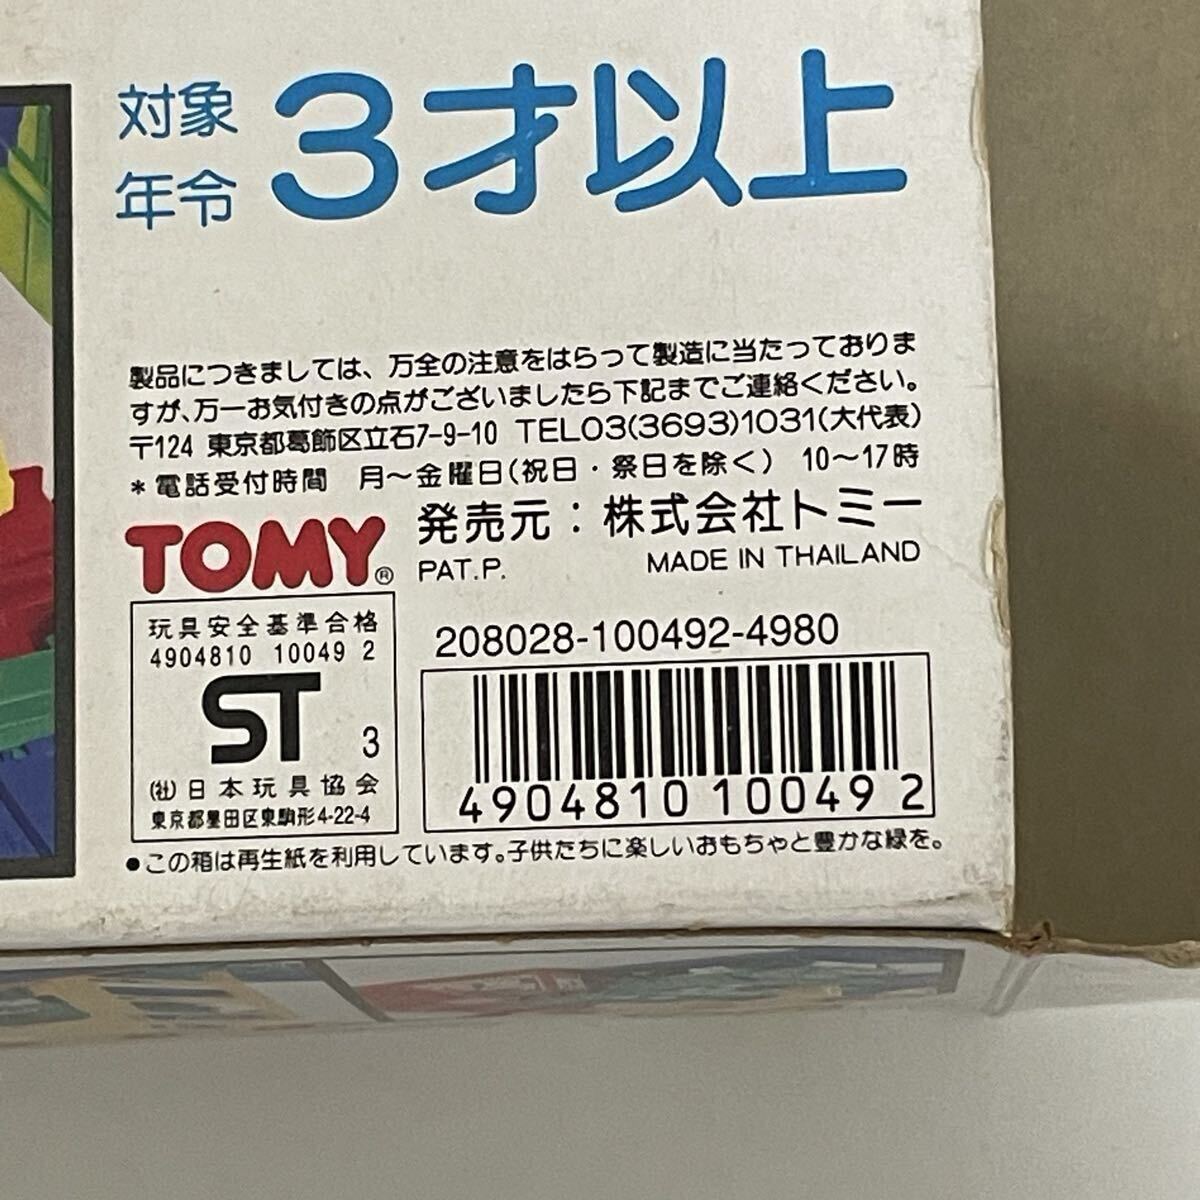 対象
年令
3才以上
製品につきましては、万全の注意をはらって製造に当たっておりま
すが、万一お気付きの点がございましたら下記までご連絡ください。
〒124 東京都葛飾区立石7-9-10 TEL03(3693)1031(大代表)
*電話受付時間 月〜金曜日(祝日・祭日を除く) 10〜17時
TOMY®
発売元:株式会社トミー
PAT.P. MADE IN THAILAND
玩具安全基準合格
4904810 10049 2
ST 3
(社)日本玩具協会
東京都墨田区東駒形4-22-4
208028-100492-4980
4904810100492
●この箱は再生紙を利用しています。子供たちに楽しいおもちゃと豊かな緑を。